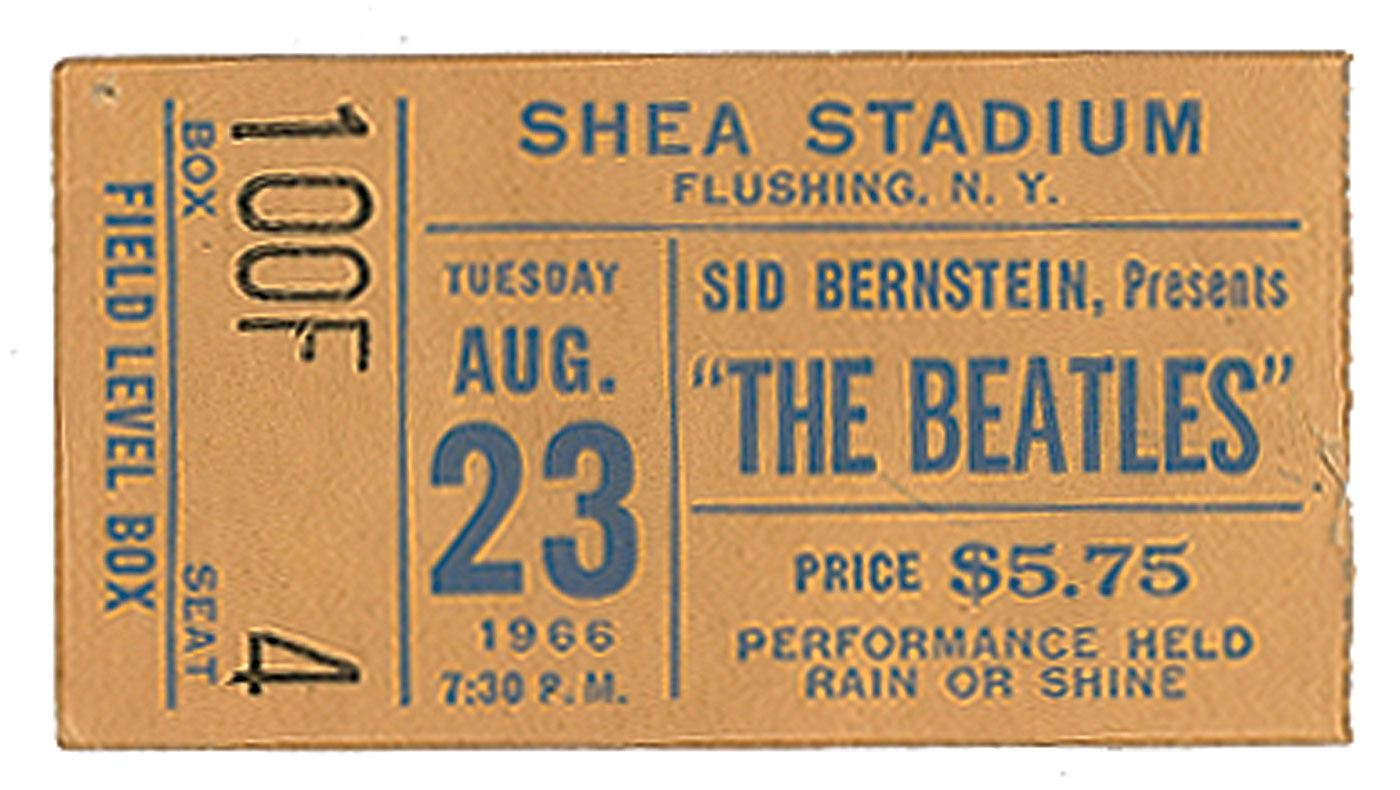 FIELD LEVEL BOX
BOX 100F SEAT 4
SHEA STADIUM
FLUSHING. N. Y.
TUESDAY
AUG.
23
1966
7:30 P.M.
SID BERNSTEIN, Presents
"THE BEATLES"
PRICE $5.75
PERFORMANCE HELD
RAIN OR SHINE